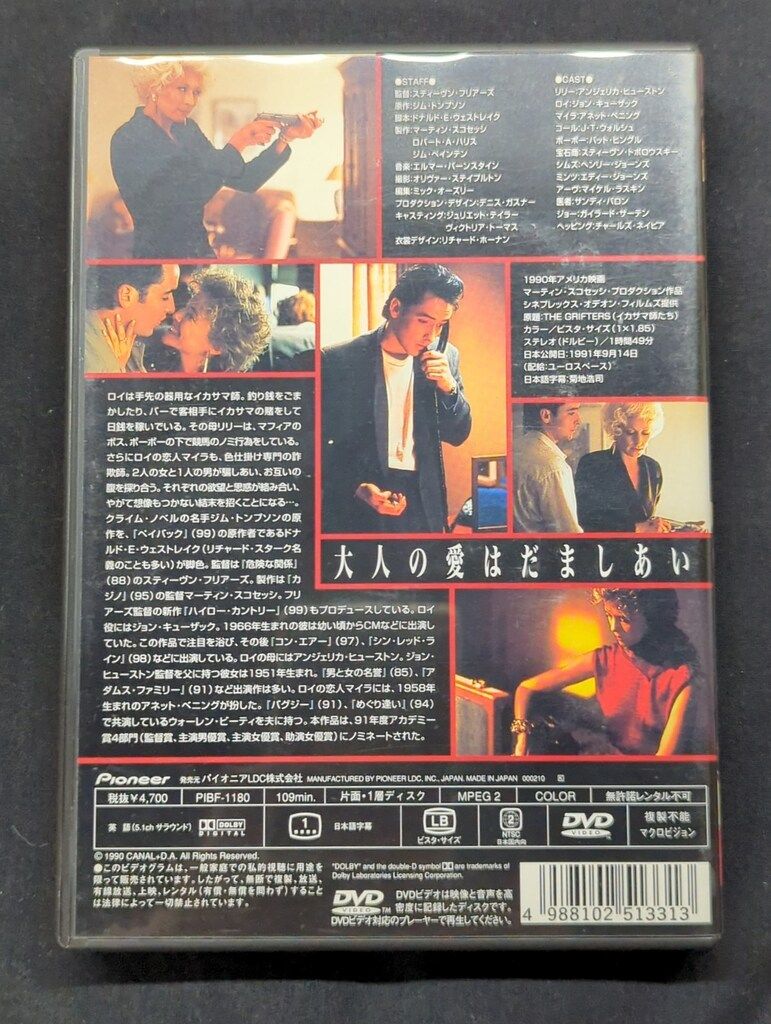 ●STAFF●
監督:スティーヴン・フリアーズ
原作:ジム・トンプソン
脚本:ドナルド・E・ウェストレイク
製作:マーティン・スコセッシ
ロバート・A・ハリス
ジム・ペインテン
音楽:エルマー・バーンスタイン
撮影:オリヴァー・ステイプルトン
編集:ミック・オーズリー
プロダクション・デザイン:デニス・ガスナー
キャスティング:ジュリエット・テイラー
ヴィクトリア・トーマス
衣裳デザイン:リチャード・ホーナン
●CAST●
リリー:アンジェリカ・ヒューストン
ロイ:ジョン・キューザック
マイラ:アネット・ベニング
コール:J・T・ウォルシュ
ボーボー:パット・ヒングル
宝石商:スティーヴン・トボロウスキー
シムズ:ヘンリー・ジョーンズ
ミンツ:エディー・ジョーンズ
アーヴ:マイケル・ラスキン
医者:サンディ・バロン
ジョー:ガイラード・サーテン
ヘッビング:チャールズ・ネイピア
1990年アメリカ映画
マーティン・スコセッシ・プロダクション作品
シネプレックス・オデオン・フィルムズ提供
原題:THE GRIFTERS(イカサマ師たち)
カラー/ビスタ・サイズ(1×1.85)
ステレオ(ドルビー)/1時間49分
日本公開日:1991年9月14日
(配給:ユーロスペース)
日本語字幕:菊地浩司
ロイは手先の器用なイカサマ師。釣り銭をごま
かしたり、バーで客相手にイカサマの賭をして
日銭を稼いでいる。その母リリーは、マフィアの
ボス、ボーボーの下で競馬のノミ行為をしている。
さらにロイの恋人マイラも、色仕掛け専門の詐
欺師。2人の女と1人の男が騙しあい、お互いの
腹を探り合う。それぞれの欲望と思惑が絡み合い、
やがて想像もつかない結末を招くことになる…。
クライム・ノベルの名手ジム・トンプソンの原
作を、『ペイバック』(99)の原作者であるドナ
ルド・E・ウェストレイク(リチャード・スターク名
義のことも多い)が脚色。監督は『危険な関係』
(88)のスティーヴン・フリアーズ。製作は『カ
ジノ』(95)の監督マーティン・スコセッシ。フリ
アーズ監督の新作『ハイロー・カントリー』(99)もプロデュースしている。ロイ
役にはジョン・キューザック。1966年生まれの彼は幼い頃からCMなどに出演し
ていた。この作品で注目を浴び、その後『コン・エアー』(97)、『シン・レッド・ラ
イン』(98)などに出演している。ロイの母にはアンジェリカ・ヒューストン。ジョン・
ヒューストン監督を父に持つ彼女は1951年生まれ。『男と女の名誉』(85)、『ア
ダムス・ファミリー』(91)など出演作は多い。ロイの恋人マイラには、1958年
生まれのアネット・ベニングが扮した。『バグジー』(91)、『めぐり逢い』(94)
で共演しているウォーレン・ビーティを夫に持つ。本作品は、91年度アカデミー
賞4部門(監督賞、主演男優賞、主演女優賞、助演女優賞)にノミネートされた。
大人の愛はだましあい
Pioneer 発売元 パイオニアLDC株式会社 MANUFACTURED BY PIONEER LDC, INC., JAPAN. MADE IN JAPAN 000210
税抜¥4,700 PIBF-1180 109min. 片面・1層ディスク MPEG 2 COLOR 無許諾レンタル不可
英語(5.1chサラウンド) DOLBY DIGITAL 1 日本語字幕 LB ビスタ・サイズ 2 NTSC 日本国内向 DVD VIDEO 複製不能 マクロビジョン
© 1990 CANAL+D.A. All Rights Reserved.
●このビデオグラムは、一般家庭での私的視聴に用途を
限って販売されています。したがって、無断で複製、放送、
有線放送、上映、レンタル(有償・無償を問わず)すること
は法律によって一切禁止されています。
"DOLBY" and the double-D symbol are trademarks of
Dolby Laboratories Licensing Corporation.
DVD VIDEO TM
DVDビデオは映像と音声を高
密度に記録したディスクです。
DVDビデオ対応のプレーヤーで再生してください。
4 988102 513313